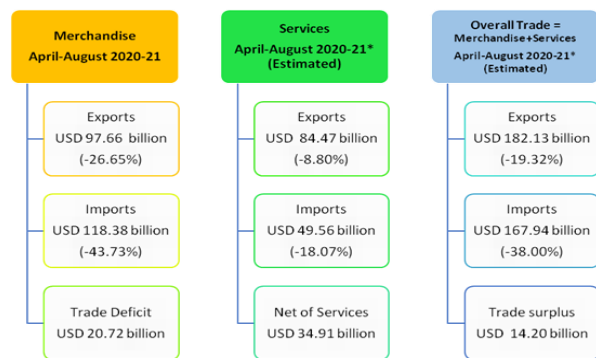 Merchandise
April-August 2020-21
Exports
USD 97.66 billion
(-26.65%)
Imports
USD 118.38 billion
(-43.73%)
Trade Deficit
USD 20.72 billion
Services
April-August 2020-21*
(Estimated)
Exports
USD 84.47 billion
(-8.80%)
Imports
USD 49.56 billion
(-18.07%)
Net of Services
USD 34.91 billion
Overall Trade =
Merchandise+Services
April-August 2020-21*
(Estimated)
Exports
USD 182.13 billion
(-19.32%)
Imports
USD 167.94 billion
(-38.00%)
Trade surplus
USD 14.20 billion